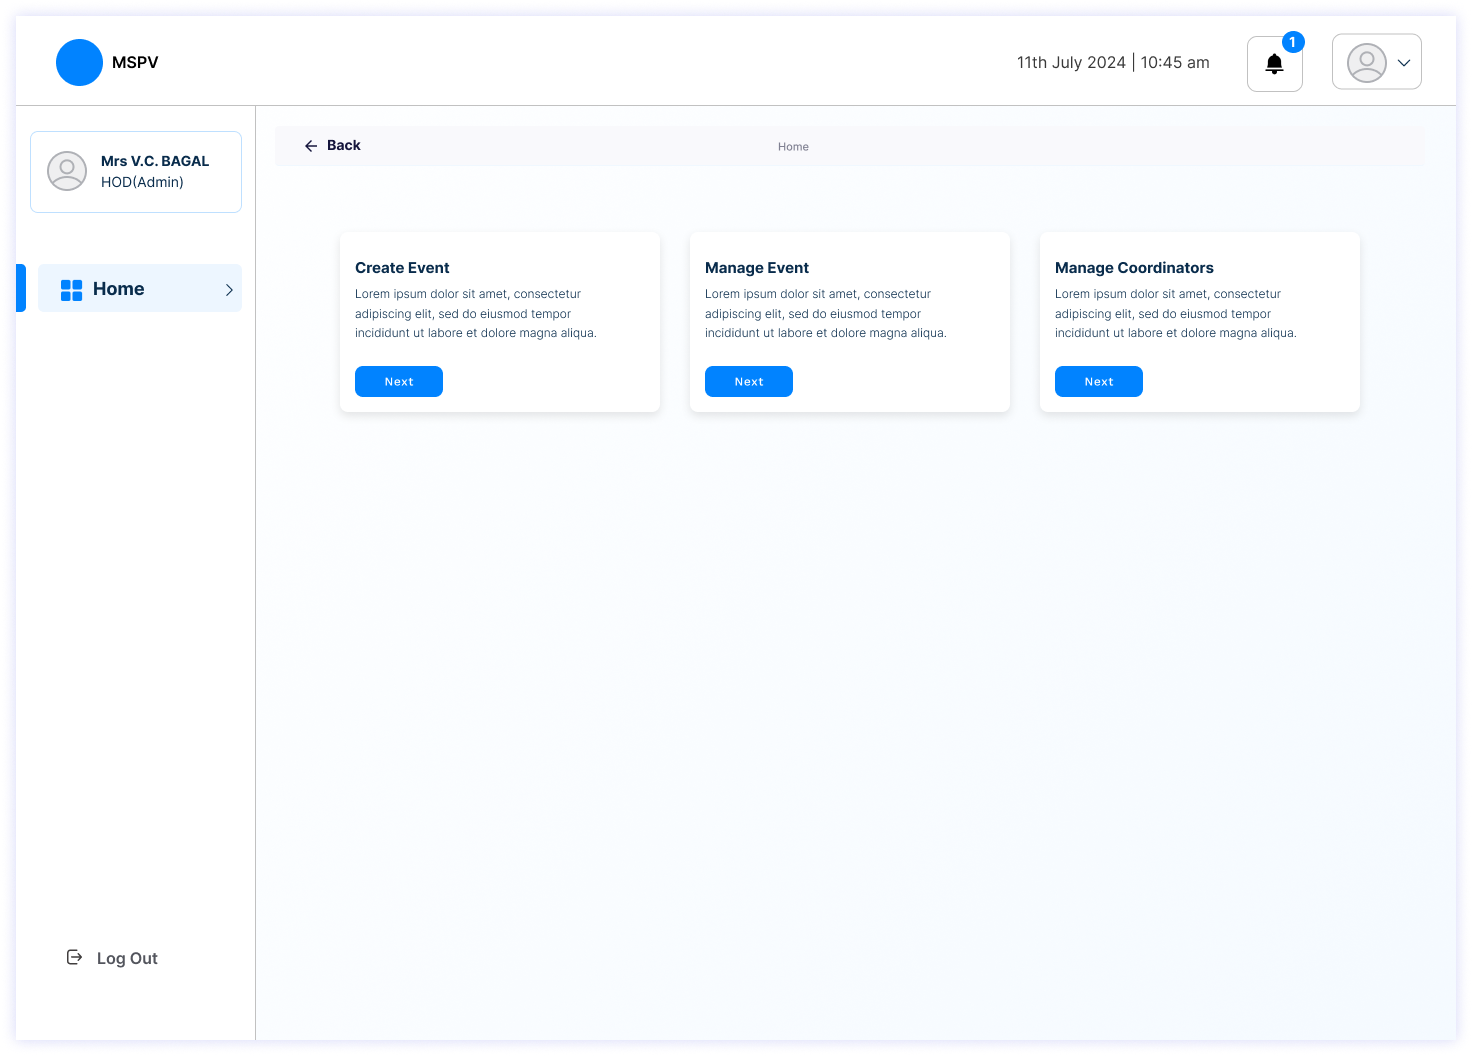 MSPV
11th July 2024 | 10:45 am
1
Mrs V.C. BAGAL
HOD(Admin)
Home
Log Out
Back
Home
Create Event
Lorem ipsum dolor sit amet, consectetur
adipiscing elit, sed do eiusmod tempor
incididunt ut labore et dolore magna aliqua.
Next
Manage Event
Lorem ipsum dolor sit amet, consectetur
adipiscing elit, sed do eiusmod tempor
incididunt ut labore et dolore magna aliqua.
Next
Manage Coordinators
Lorem ipsum dolor sit amet, consectetur
adipiscing elit, sed do eiusmod tempor
incididunt ut labore et dolore magna aliqua.
Next